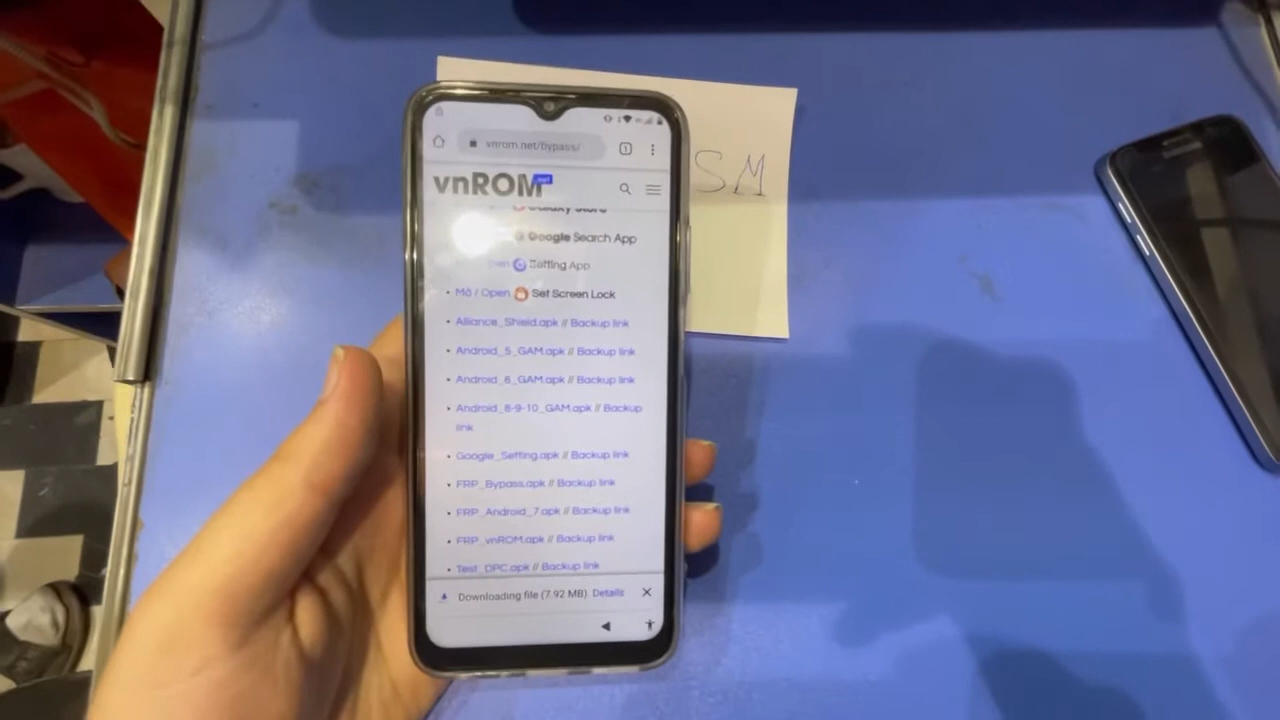 vnrom.net/bypass/
1
vnROM
SM
Galaxy Store
Google Search App
Setting App
• Mở / Open Set Screen Lock
• Alliance_Shield.apk // Backup link
• Android_5_GAM.apk // Backup link
• Android_6_GAM.apk // Backup link
• Android_8-9-10_GAM.apk // Backup
link
• Google_Setting.apk // Backup link
• FRP_Bypass.apk // Backup link
• FRP_Android_7.apk // Backup link
• FRP_vnROM.apk // Backup link
Test_DPC.apk // Backup link
Downloading file (7.92 MB) Details